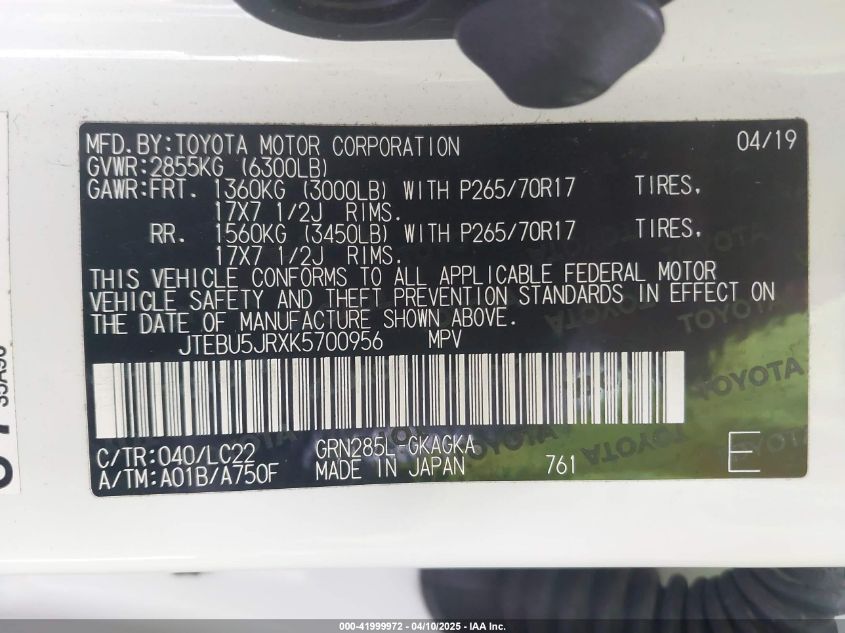 MFD.BY:TOYOTA MOTOR CORPORATION 04/19
GVWR:2855KG (6300LB)
GAWR:FRT. 1360KG (3000LB) WITH P265/70R17 TIRES,
17X7 1/2J RIMS.
RR. 1560KG (3450LB) WITH P265/70R17 TIRES,
17X7 1/2J RIMS.
THIS VEHICLE CONFORMS TO ALL APPLICABLE FEDERAL MOTOR
VEHICLE SAFETY AND THEFT PREVENTION STANDARDS IN EFFECT ON
THE DATE OF MANUFACTURE SHOWN ABOVE.
JTEBU5JRXK5700956 MPV
C/TR:040/LC22 GRN285L-GKAGKA
A/TM:A01B/A750F MADE IN JAPAN 761 E
TOYOTA
000-41999972 - 04/10/2025 - IAA Inc.